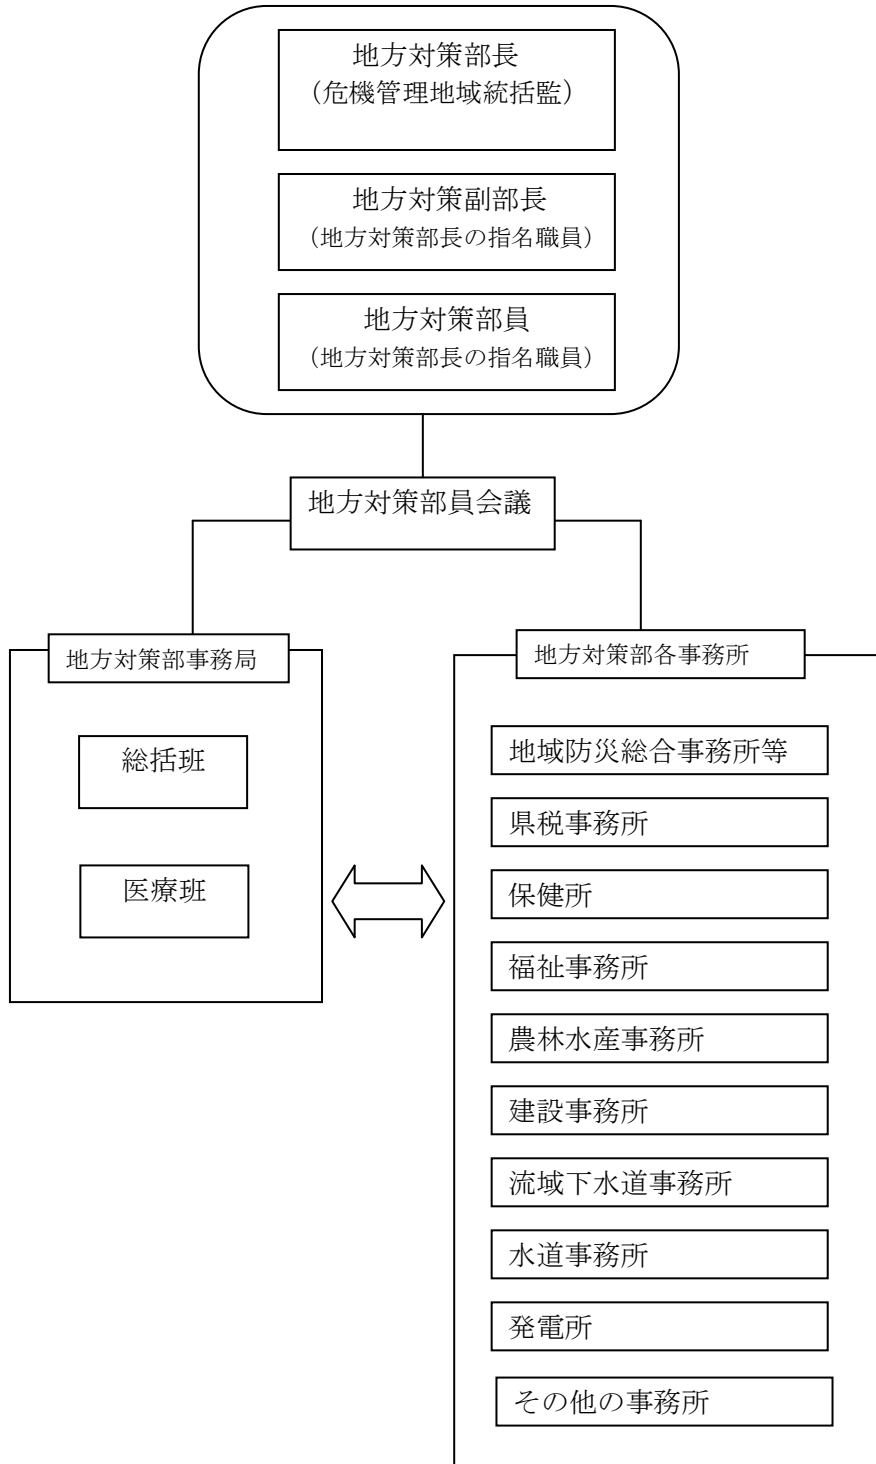 地方対策部長
（危機管理地域統括監）
地方対策副部長
（地方対策部長の指名職員）
地方対策部員
（地方対策部長の指名職員）
地方対策部員会議
地方対策部事務局
総括班
医療班
地方対策部各事務所
地域防災総合事務所等
県税事務所
保健所
福祉事務所
農林水産事務所
建設事務所
流域下水道事務所
水道事務所
発電所
その他の事務所